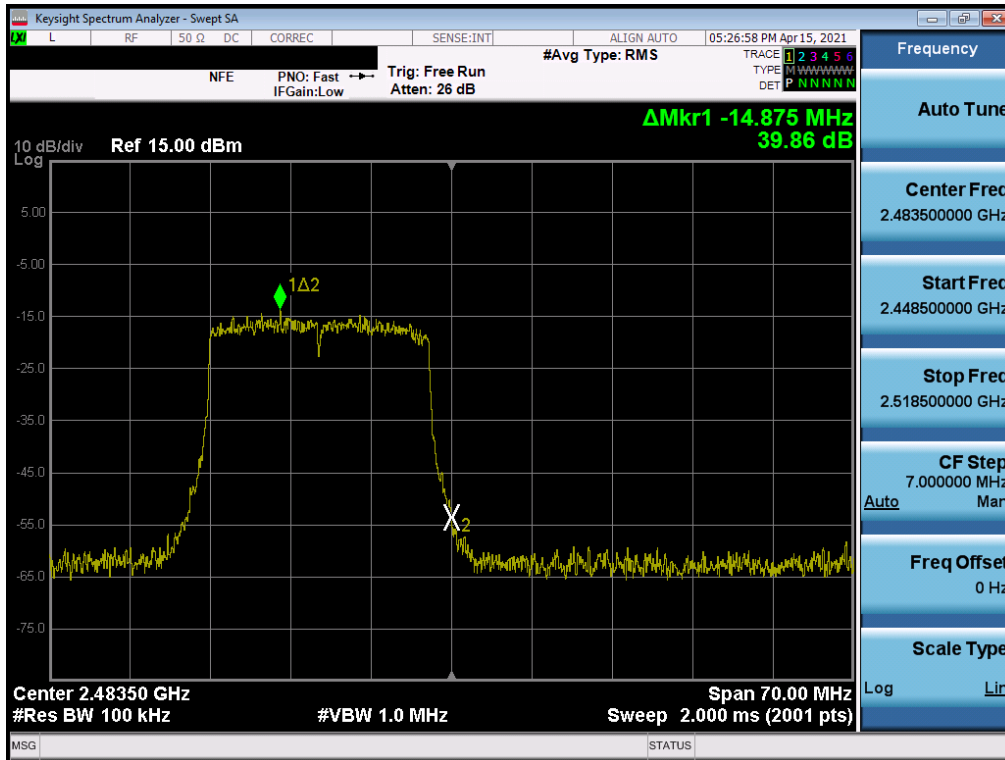 Keysight Spectrum Analyzer - Swept SA
LXI L RF 50 Ω DC CORREC SENSE:INT ALIGN AUTO 05:26:58 PM Apr 15, 2021
NFE
PNO: Fast
IFGain:Low
Trig: Free Run
Atten: 26 dB
#Avg Type: RMS
TRACE 1 2 3 4 5 6
TYPE M WWWWW
DET P N N N N N
ΔMkr1 -14.875 MHz
39.86 dB
10 dB/div Ref 15.00 dBm
Log
5.00
-5.00
1Δ2
-15.0
-25.0
-35.0
-45.0
-55.0
X2
-65.0
-75.0
Center 2.48350 GHz Span 70.00 MHz
#Res BW 100 kHz #VBW 1.0 MHz Sweep 2.000 ms (2001 pts)
MSG STATUS
Frequency
Auto Tune
Center Freq
2.483500000 GHz
Start Freq
2.448500000 GHz
Stop Freq
2.518500000 GHz
CF Step
7.000000 MHz
Auto Man
Freq Offset
0 Hz
Scale Type
Log Lin